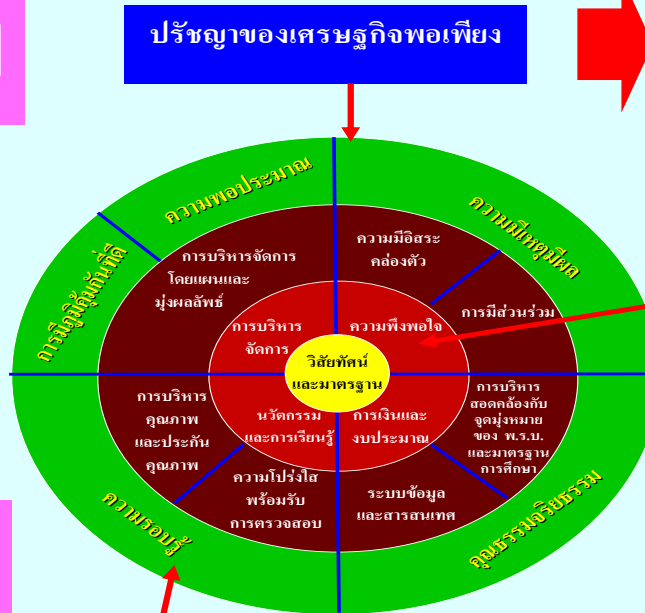 ปรัชญาของเศรษฐกิจพอเพียง
ความพอประมาณ
ความมีเหตุมีผล
การมีภูมิคุ้มกันที่ดี
การบริหารจัดการ
โดยแผนและ
มุ่งผลลัพธ์
ความมีอิสระ
คล่องตัว
การมีส่วนร่วม
การบริหาร
จัดการ
ความพึงพอใจ
วิสัยทัศน์
และมาตรฐาน
การบริหาร
คุณภาพ
และประกัน
คุณภาพ
นวัตกรรม
และการเรียนรู้
การเงินและ
งบประมาณ
การบริหาร
สอดคล้องกับ
จุดมุ่งหมาย
ของ พ.ร.บ.
และมาตรฐาน
การศึกษา
ความโปร่งใส
พร้อมรับ
การตรวจสอบ
ระบบข้อมูล
และสารสนเทศ
ความรอบรู้
คุณธรรมจริยธรรม